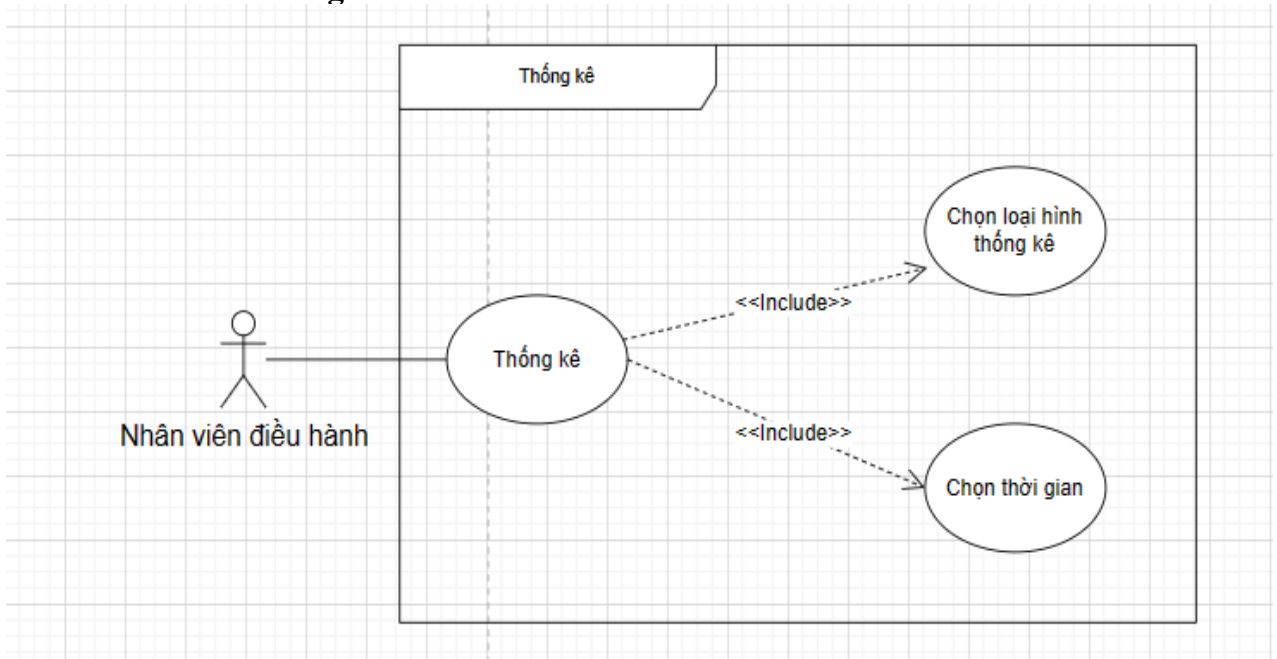 Thống kê
Chọn loại hình
thống kê
<<Include>>
Thống kê
Nhân viên điều hành
<<Include>>
Chọn thời gian